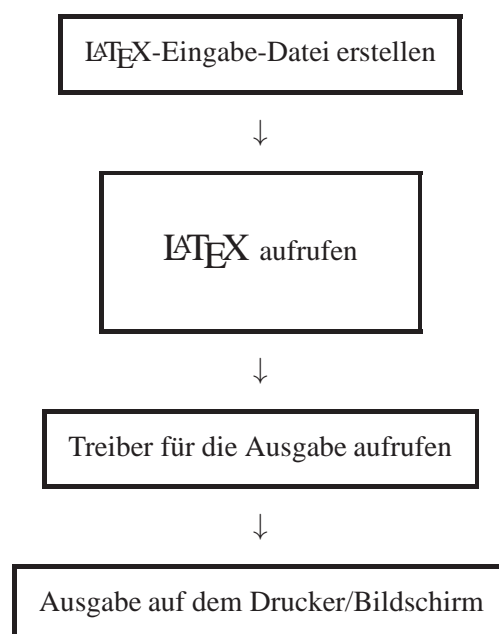 LATEX-Eingabe-Datei erstellen
↓
LATEX aufrufen
↓
Treiber für die Ausgabe aufrufen
↓
Ausgabe auf dem Drucker/Bildschirm